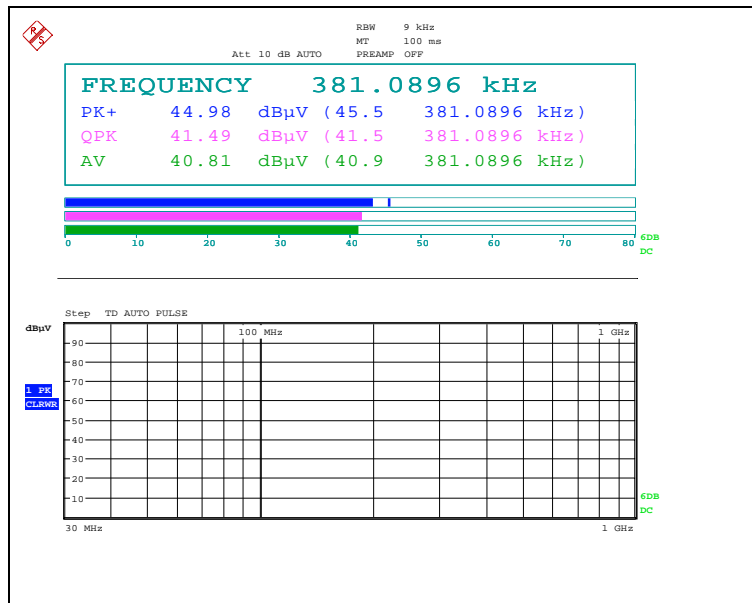 R S
RBW 9 kHz
MT 100 ms
Att 10 dB AUTO PREAMP OFF
FREQUENCY 381.0896 kHz
PK+ 44.98 dBµV (45.5 381.0896 kHz)
QPK 41.49 dBµV (41.5 381.0896 kHz)
AV 40.81 dBµV (40.9 381.0896 kHz)
0 10 20 30 40 50 60 70 80
6DB
DC
Step TD AUTO PULSE
dBµV
100 MHz 1 GHz
90
80
70
1 PK
CLRWR
60
50
40
30
20
10
6DB
DC
30 MHz 1 GHz